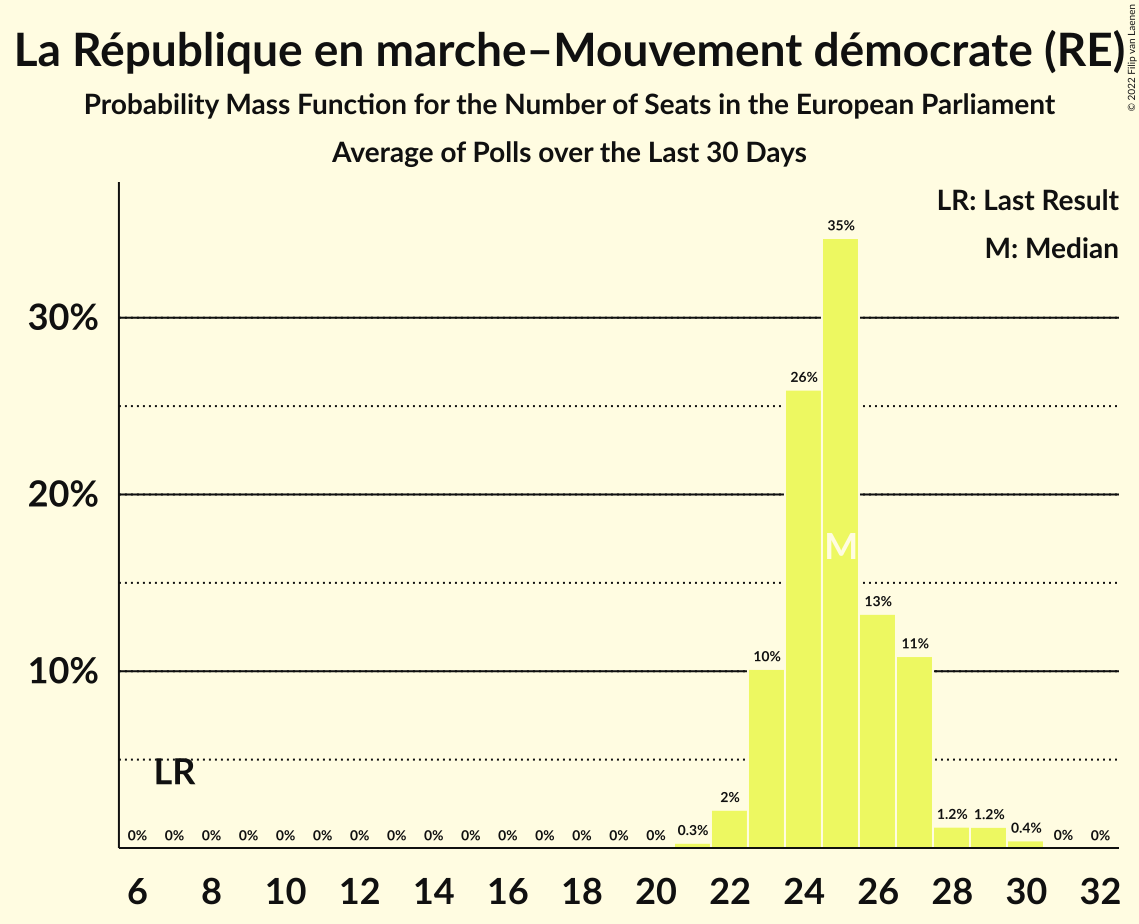 La République en marche–Mouvement démocrate (RE)
© 2022 Filip van Laenen
Probability Mass Function for the Number of Seats in the European Parliament
Average of Polls over the Last 30 Days
LR: Last Result
M: Median
35%
30%
26%
20%
M
13%
11%
10%
10%
LR
2%
0% 0% 0% 0% 0% 0% 0% 0% 0% 0% 0% 0% 0% 0% 0% 0.3% 1.2% 1.2% 0.4% 0% 0%
6 8 10 12 14 16 18 20 22 24 26 28 30 32